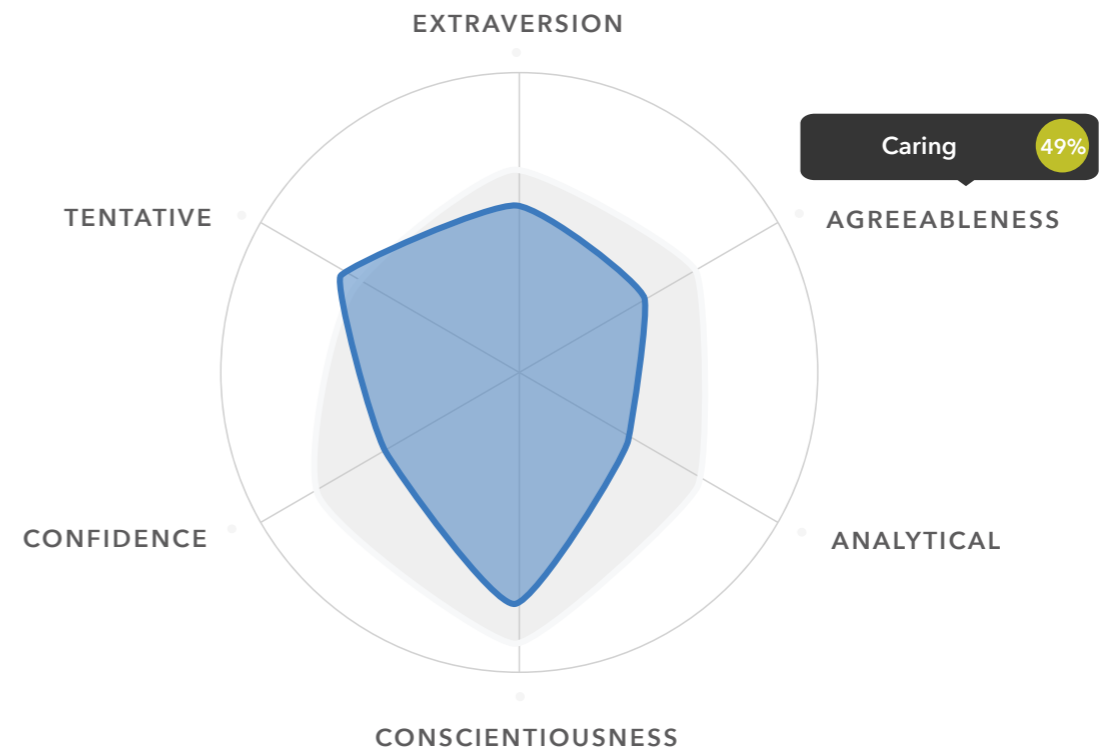 EXTRAVERSION
Caring 49%
TENTATIVE
AGREEABLENESS
CONFIDENCE
ANALYTICAL
CONSCIENTIOUSNESS